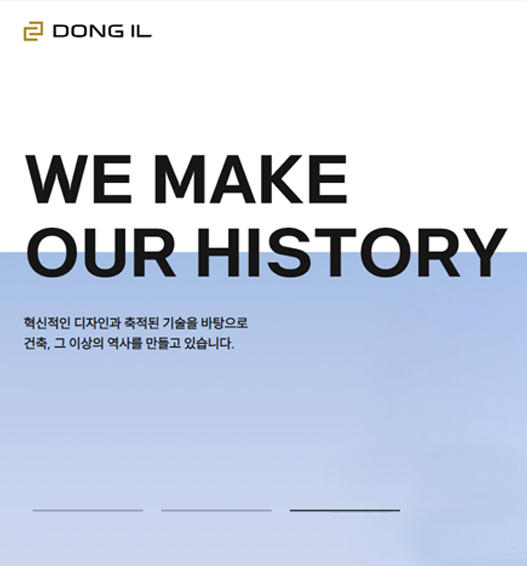 DONG IL
WE MAKE
OUR HISTORY
혁신적인 디자인과 축적된 기술을 바탕으로
건축, 그 이상의 역사를 만들고 있습니다.